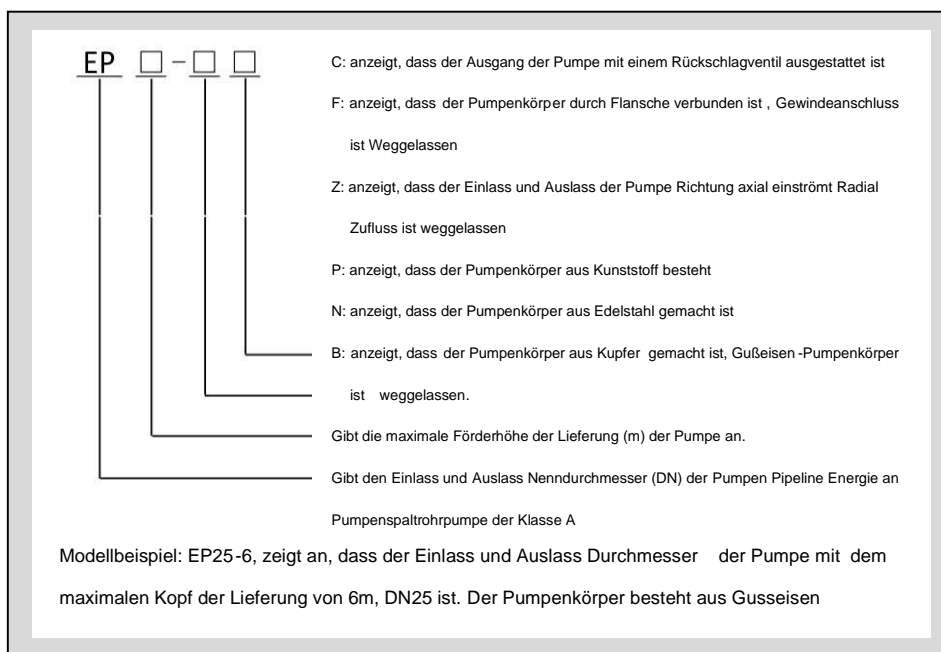 EP □-□ □
C: anzeigt, dass der Ausgang der Pumpe mit einem Rückschlagventil ausgestattet ist
F: anzeigt, dass der Pumpenkörper durch Flansche verbunden ist , Gewindeanschluss
ist Weggelassen
Z: anzeigt, dass der Einlass und Auslass der Pumpe Richtung axial einströmt Radial
Zufluss ist weggelassen
P: anzeigt, dass der Pumpenkörper aus Kunststoff besteht
N: anzeigt, dass der Pumpenkörper aus Edelstahl gemacht ist
B: anzeigt, dass der Pumpenkörper aus Kupfer gemacht ist, Gußeisen-Pumpenkörper
ist weggelassen.
Gibt die maximale Förderhöhe der Lieferung (m) der Pumpe an.
Gibt den Einlass und Auslass Nenndurchmesser (DN) der Pumpen Pipeline Energie an
Pumpenspaltrohrpumpe der Klasse A
Modellbeispiel: EP25-6, zeigt an, dass der Einlass und Auslass Durchmesser der Pumpe mit dem
maximalen Kopf der Lieferung von 6m, DN25 ist. Der Pumpenkörper besteht aus Gusseisen